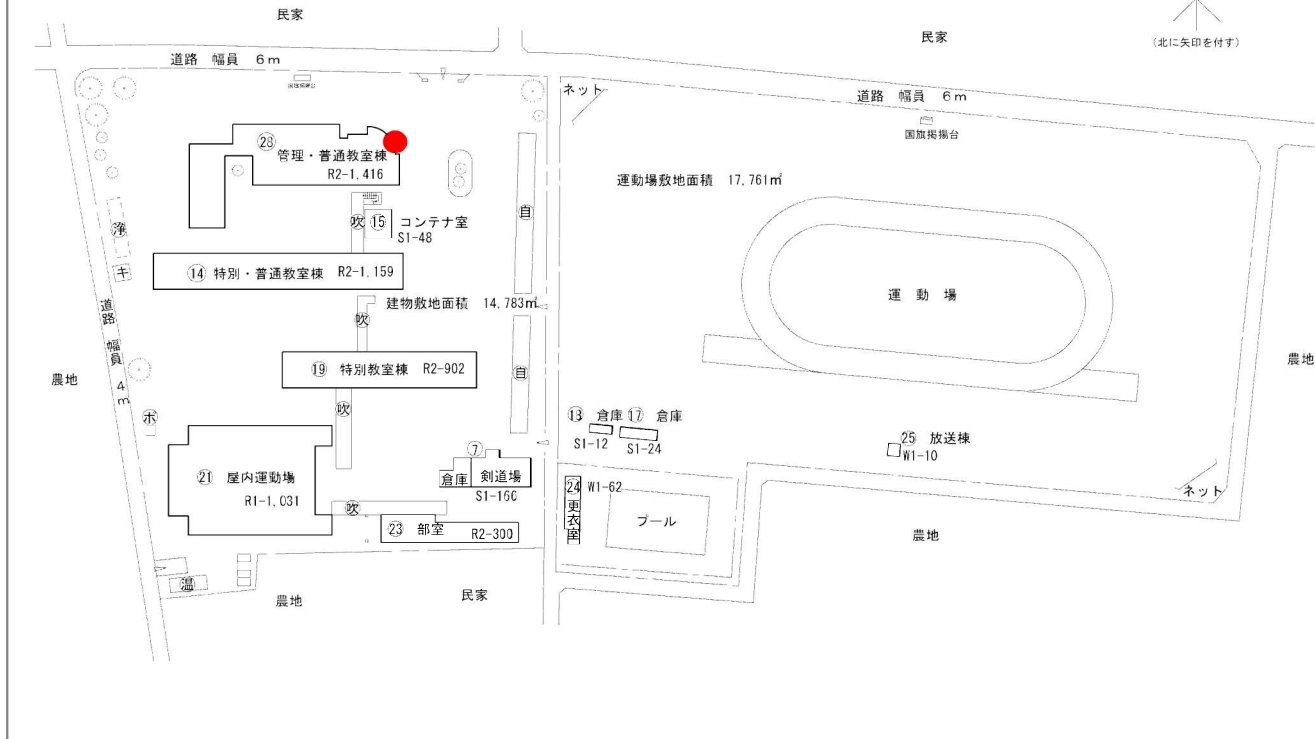 民家
民家
(北に矢印を付す)
道路 幅員 6m
国旗掲揚台
ネット
道路 幅員 6m
国旗掲揚台
㉘
管理・普通教室棟
R2-1,416
運動場敷地面積 17,761㎡
自
吹
⑮ コンテナ室
S1-48
浄
キ
⑭ 特別・普通教室棟 R2-1,159
運動場
建物敷地面積 14,783㎡
吹
道路 幅員 4m
農地
農地
⑲ 特別教室棟 R2-902
自
吹
ホ
倉庫 ⑰ 倉庫
S1-12
S1-24
㉕ 放送棟
W1-10
⑦
㉑ 屋内運動場
R1-1,031
倉庫
剣道場
S1-166
㉔ W1-62
更衣室
プール
ネット
吹
㉓ 部室 R2-300
農地
温
農地
民家